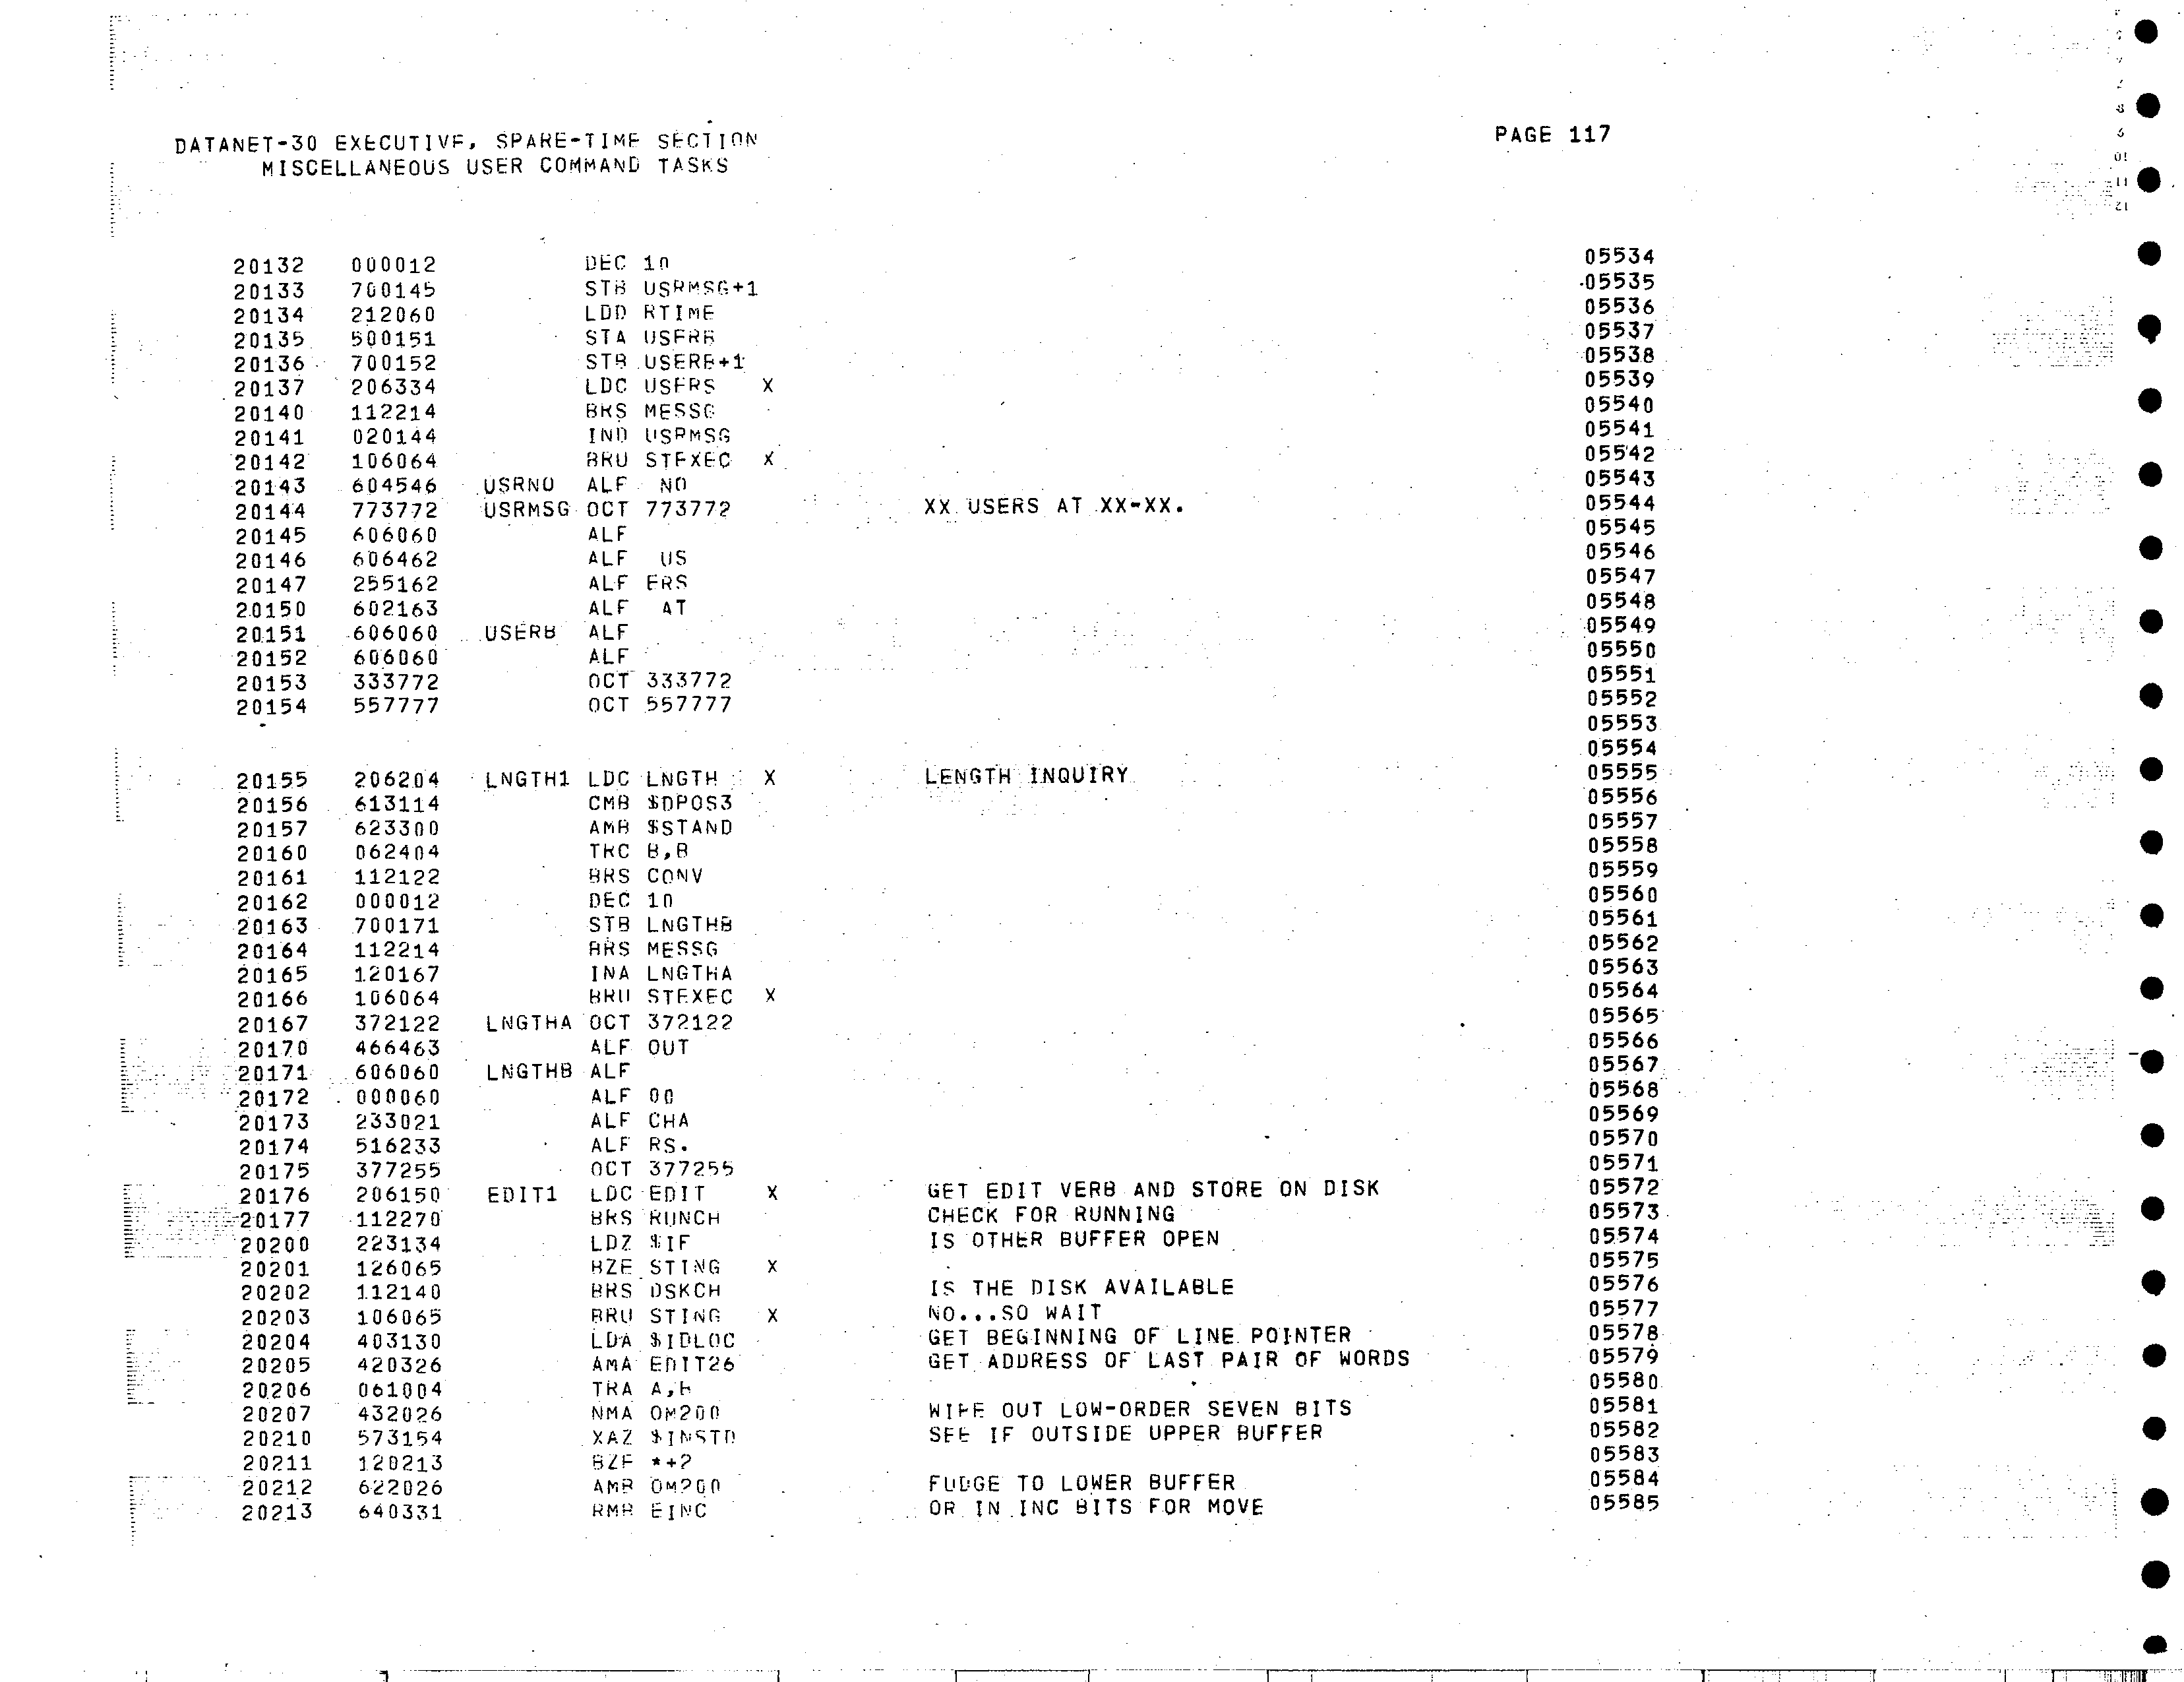 DATANET-30 EXECUTIVE, SPARE-TIME SECTION PAGE 117
MISCELLANEOUS USER COMMAND TASKS
20132 000012 DEC 10 05534
20133 700145 STB USRMSG+1 05535
20134 212060 LDD RTIME 05536
20135 500151 STA USERB 05537
20136 700152 STB USERB+1 05538
20137 206334 LDC USERS X 05539
20140 112214 BRS MESSG 05540
20141 020144 IND USRMSG 05541
20142 106064 BRU STEXEC X 05542
20143 604546 USRNO ALF NO 05543
20144 773772 USRMSG OCT 773772 XX USERS AT XX-XX. 05544
20145 606060 ALF 05545
20146 606462 ALF US 05546
20147 255162 ALF ERS 05547
20150 602163 ALF AT 05548
20151 606060 USERB ALF 05549
20152 606060 ALF 05550
20153 333772 OCT 333772 05551
20154 557777 OCT 557777 05552
05553
05554
20155 206204 LNGTH1 LDC LNGTH X LENGTH INQUIRY 05555
20156 613114 CMB $DPOS3 05556
20157 623300 AMB $STAND 05557
20160 062404 TRC B,B 05558
20161 112122 BRS CONV 05559
20162 000012 DEC 10 05560
20163 700171 STB LNGTHB 05561
20164 112214 BRS MESSG 05562
20165 120167 INA LNGTHA 05563
20166 106064 BRU STEXEC X 05564
20167 372122 LNGTHA OCT 372122 05565
20170 466463 ALF OUT 05566
20171 606060 LNGTHB ALF 05567
20172 000060 ALF 00 05568
20173 233021 ALF CHA 05569
20174 516233 ALF RS. 05570
20175 377255 OCT 377255 05571
20176 206150 EDIT1 LDC EDIT X GET EDIT VERB AND STORE ON DISK 05572
20177 112270 BRS RUNCH CHECK FOR RUNNING 05573
20200 223134 LDZ $IF IS OTHER BUFFER OPEN 05574
20201 126065 BZE STING X 05575
20202 112140 BRS DSKCH IS THE DISK AVAILABLE 05576
20203 106065 BRU STING X NO...SO WAIT 05577
20204 403130 LDA $IDLOC GET BEGINNING OF LINE POINTER 05578
20205 420326 AMA EDIT26 GET ADDRESS OF LAST PAIR OF WORDS 05579
20206 061004 TRA A,B 05580
20207 432026 NMA OM200 WIPE OUT LOW-ORDER SEVEN BITS 05581
20210 573154 XAZ $INSTD SEE IF OUTSIDE UPPER BUFFER 05582
20211 120213 BZE *+2 05583
20212 622026 AMB OM200 FUDGE TO LOWER BUFFER 05584
20213 640331 RMB EINC OR IN INC BITS FOR MOVE 05585